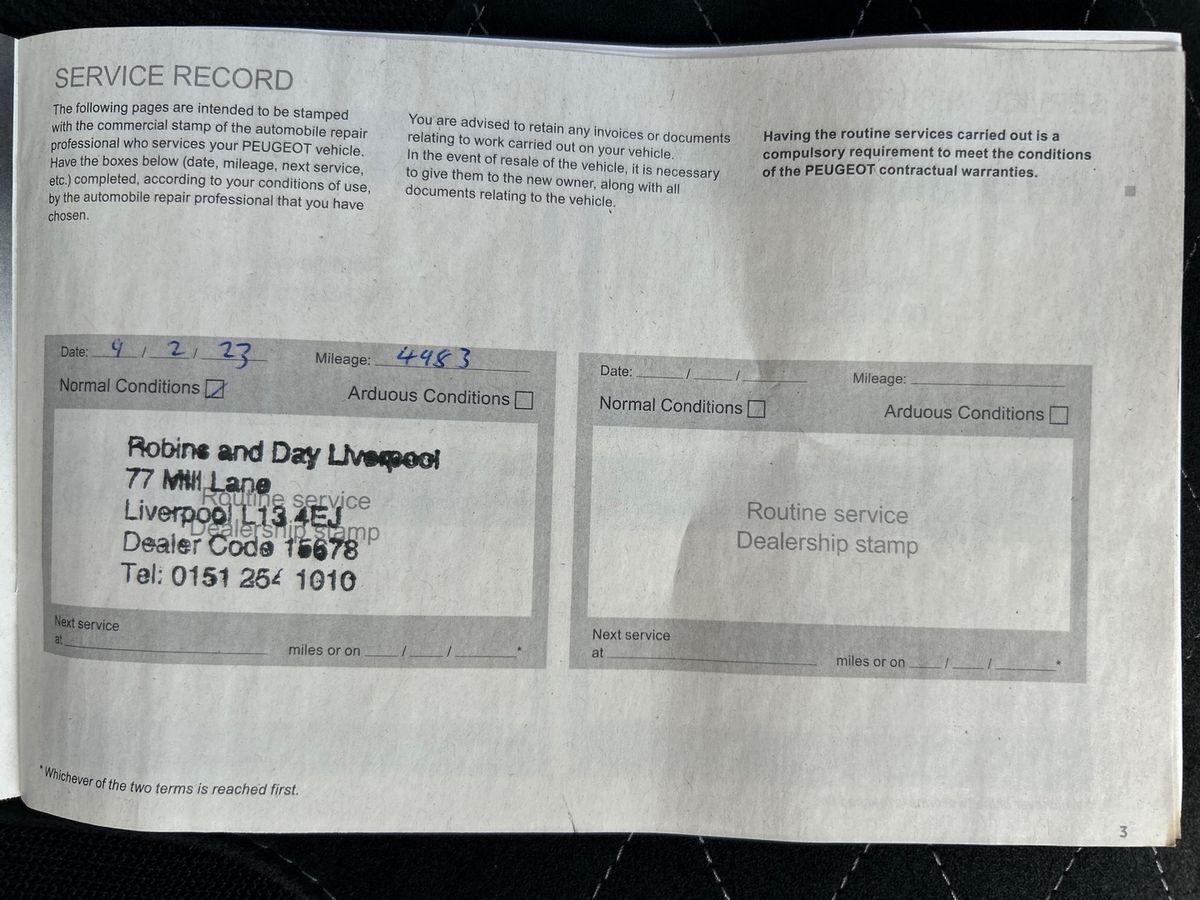 SERVICE RECORD
The following pages are intended to be stamped
with the commercial stamp of the automobile repair
professional who services your PEUGEOT vehicle.
Have the boxes below (date, mileage, next service,
etc.) completed, according to your conditions of use,
by the automobile repair professional that you have
chosen.
You are advised to retain any invoices or documents
relating to work carried out on your vehicle.
In the event of resale of the vehicle, it is necessary
to give them to the new owner, along with all
documents relating to the vehicle.
Having the routine services carried out is a
compulsory requirement to meet the conditions
of the PEUGEOT contractual warranties.
Date: 9 / 2 / 23 Mileage: 4983
Normal Conditions Arduous Conditions
Robins and Day Liverpool
77 Mill Lane
Routine service
Liverpool L13 4EJ
Dealership stamp
Dealer Code 15678
Tel: 0151 254 1010
Next service
at miles or on / / *
Date: / / Mileage:
Normal Conditions Arduous Conditions
Routine service
Dealership stamp
Next service
at miles or on / / *
* Whichever of the two terms is reached first.
3